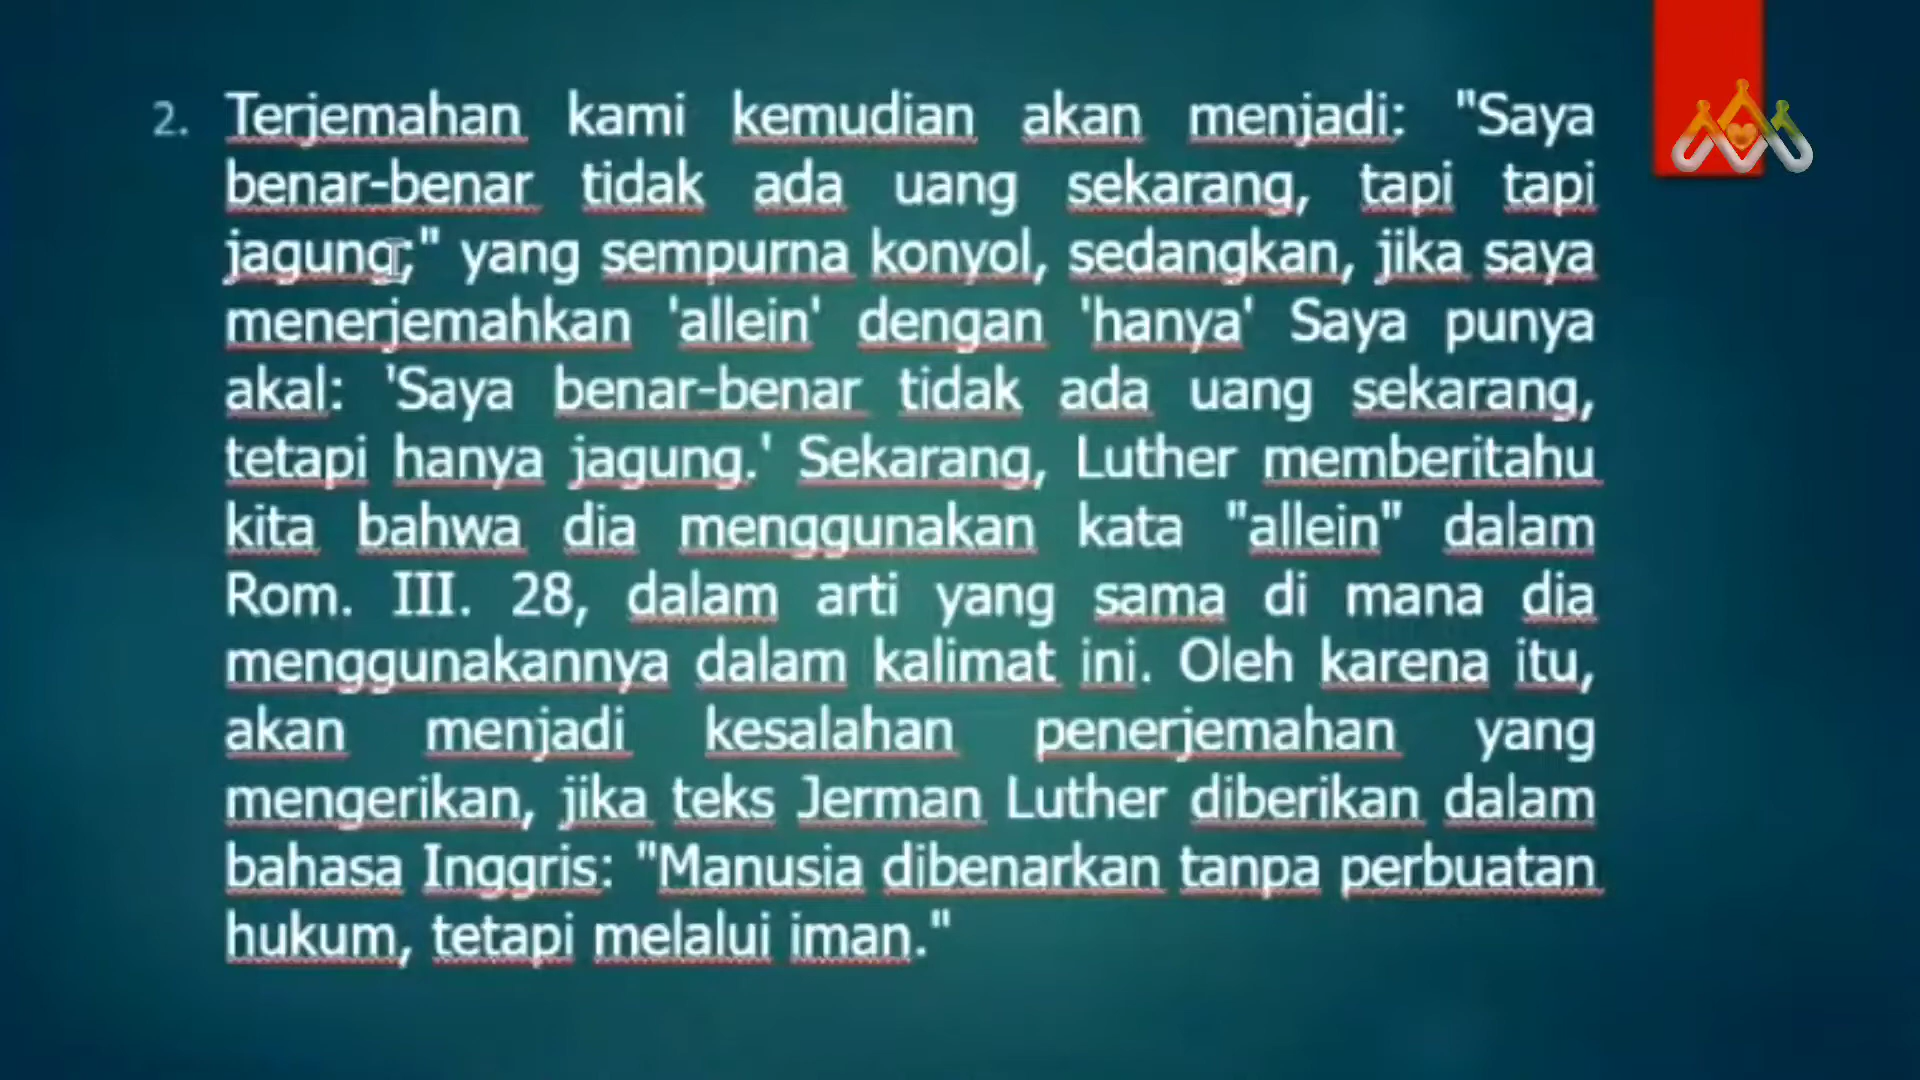 2. Terjemahan kami kemudian akan menjadi: "Saya
benar-benar tidak ada uang sekarang, tapi tapi
jagung;" yang sempurna konyol, sedangkan, jika saya
menerjemahkan 'allein' dengan 'hanya' Saya punya
akal: 'Saya benar-benar tidak ada uang sekarang,
tetapi hanya jagung.' Sekarang, Luther memberitahu
kita bahwa dia menggunakan kata "allein" dalam
Rom. III. 28, dalam arti yang sama di mana dia
menggunakannya dalam kalimat ini. Oleh karena itu,
akan menjadi kesalahan penerjemahan yang
mengerikan, jika teks Jerman Luther diberikan dalam
bahasa Inggris: "Manusia dibenarkan tanpa perbuatan
hukum, tetapi melalui iman."